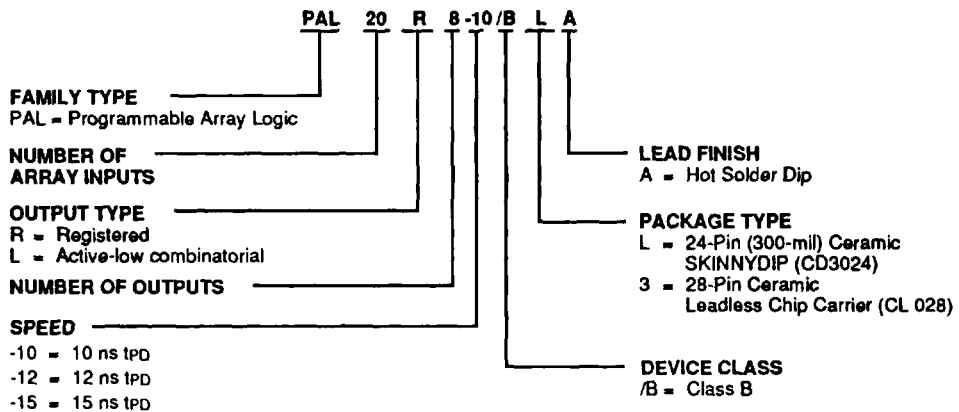 PAL 20 R 8 -10 /B L A
FAMILY TYPE
PAL = Programmable Array Logic
NUMBER OF
ARRAY INPUTS
OUTPUT TYPE
R = Registered
L = Active-low combinatorial
NUMBER OF OUTPUTS
SPEED
-10 = 10 ns tPD
-12 = 12 ns tPD
-15 = 15 ns tPD
LEAD FINISH
A = Hot Solder Dip
PACKAGE TYPE
L = 24-Pin (300-mil) Ceramic
SKINNYDIP (CD3024)
3 = 28-Pin Ceramic
Leadless Chip Carrier (CL 028)
DEVICE CLASS
/B = Class B